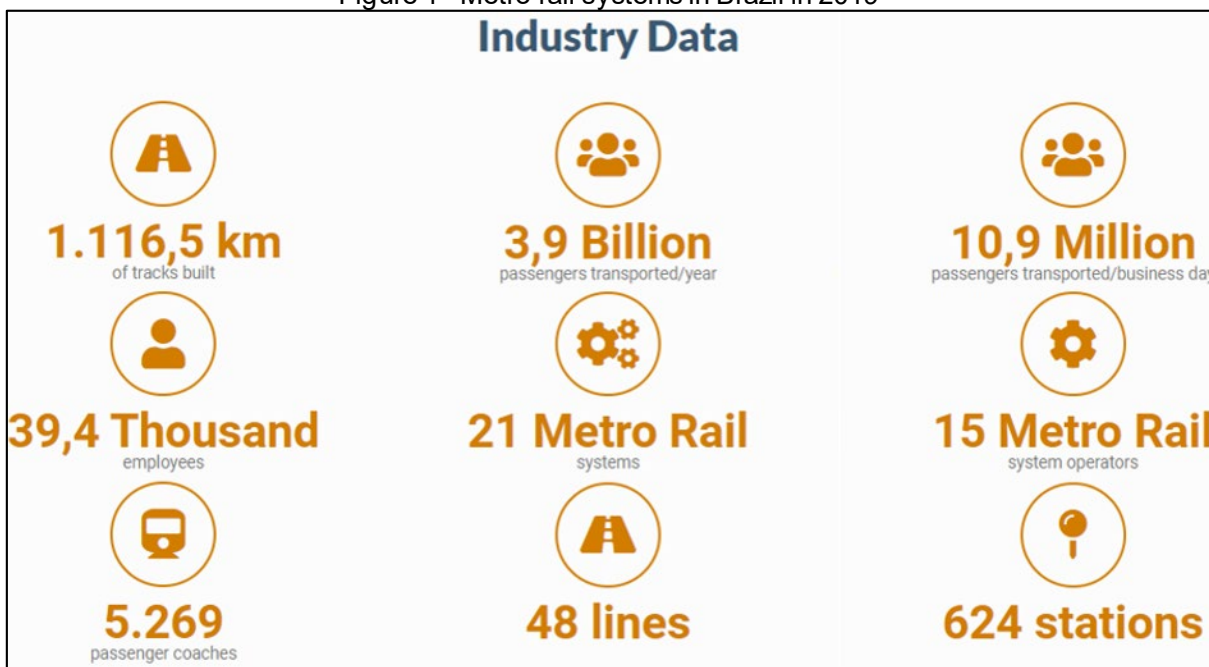 Industry Data
1.116,5 km
of tracks built
3,9 Billion
passengers transported/year
10,9 Million
passengers transported/business day
39,4 Thousand
employees
21 Metro Rail
systems
15 Metro Rail
system operators
5.269
passenger coaches
48 lines
624 stations